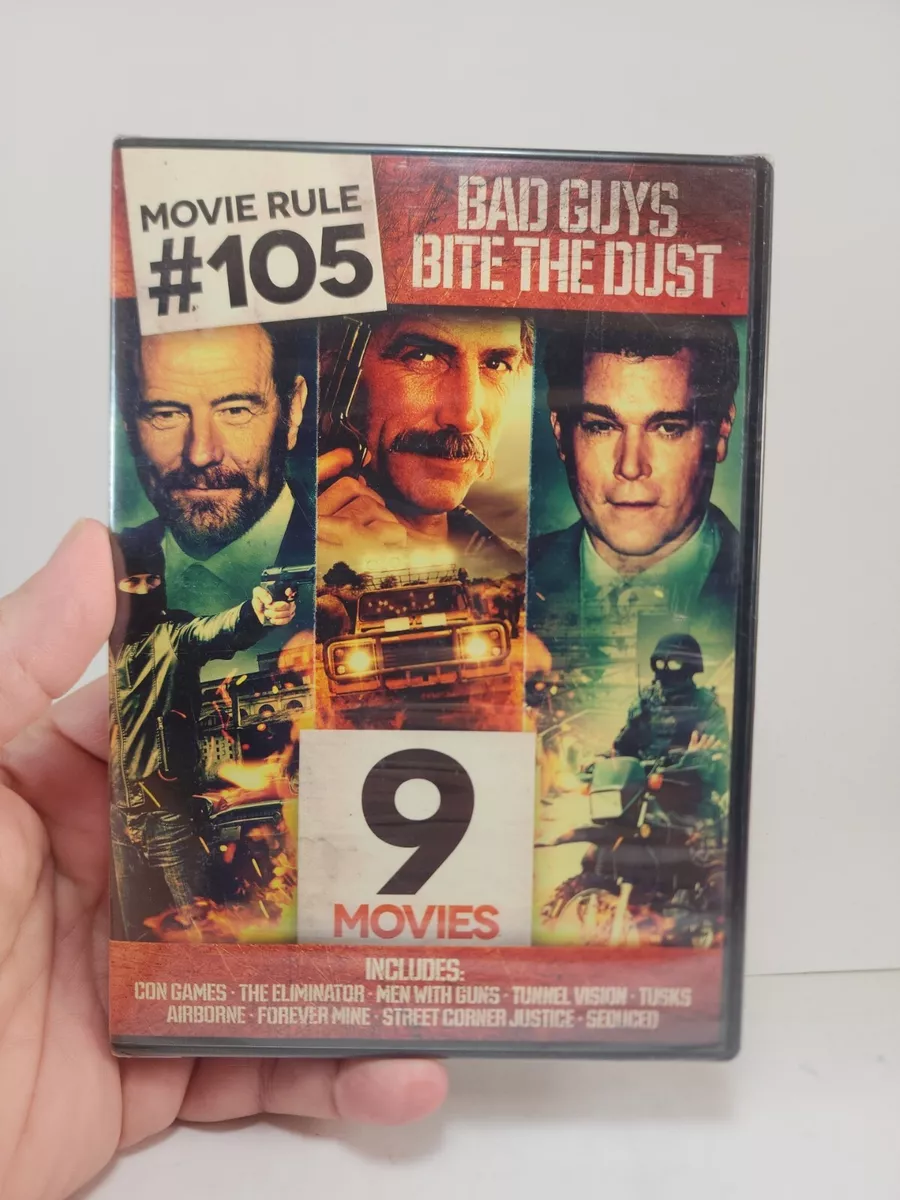 MOVIE RULE
#105
BAD GUYS
BITE THE DUST
9
MOVIES
INCLUDES:
CON GAMES · THE ELIMINATOR · MEN WITH GUNS · TUNNEL VISION · TUSKS
AIRBORNE · FOREVER MINE · STREET CORNER JUSTICE · SEDUCED